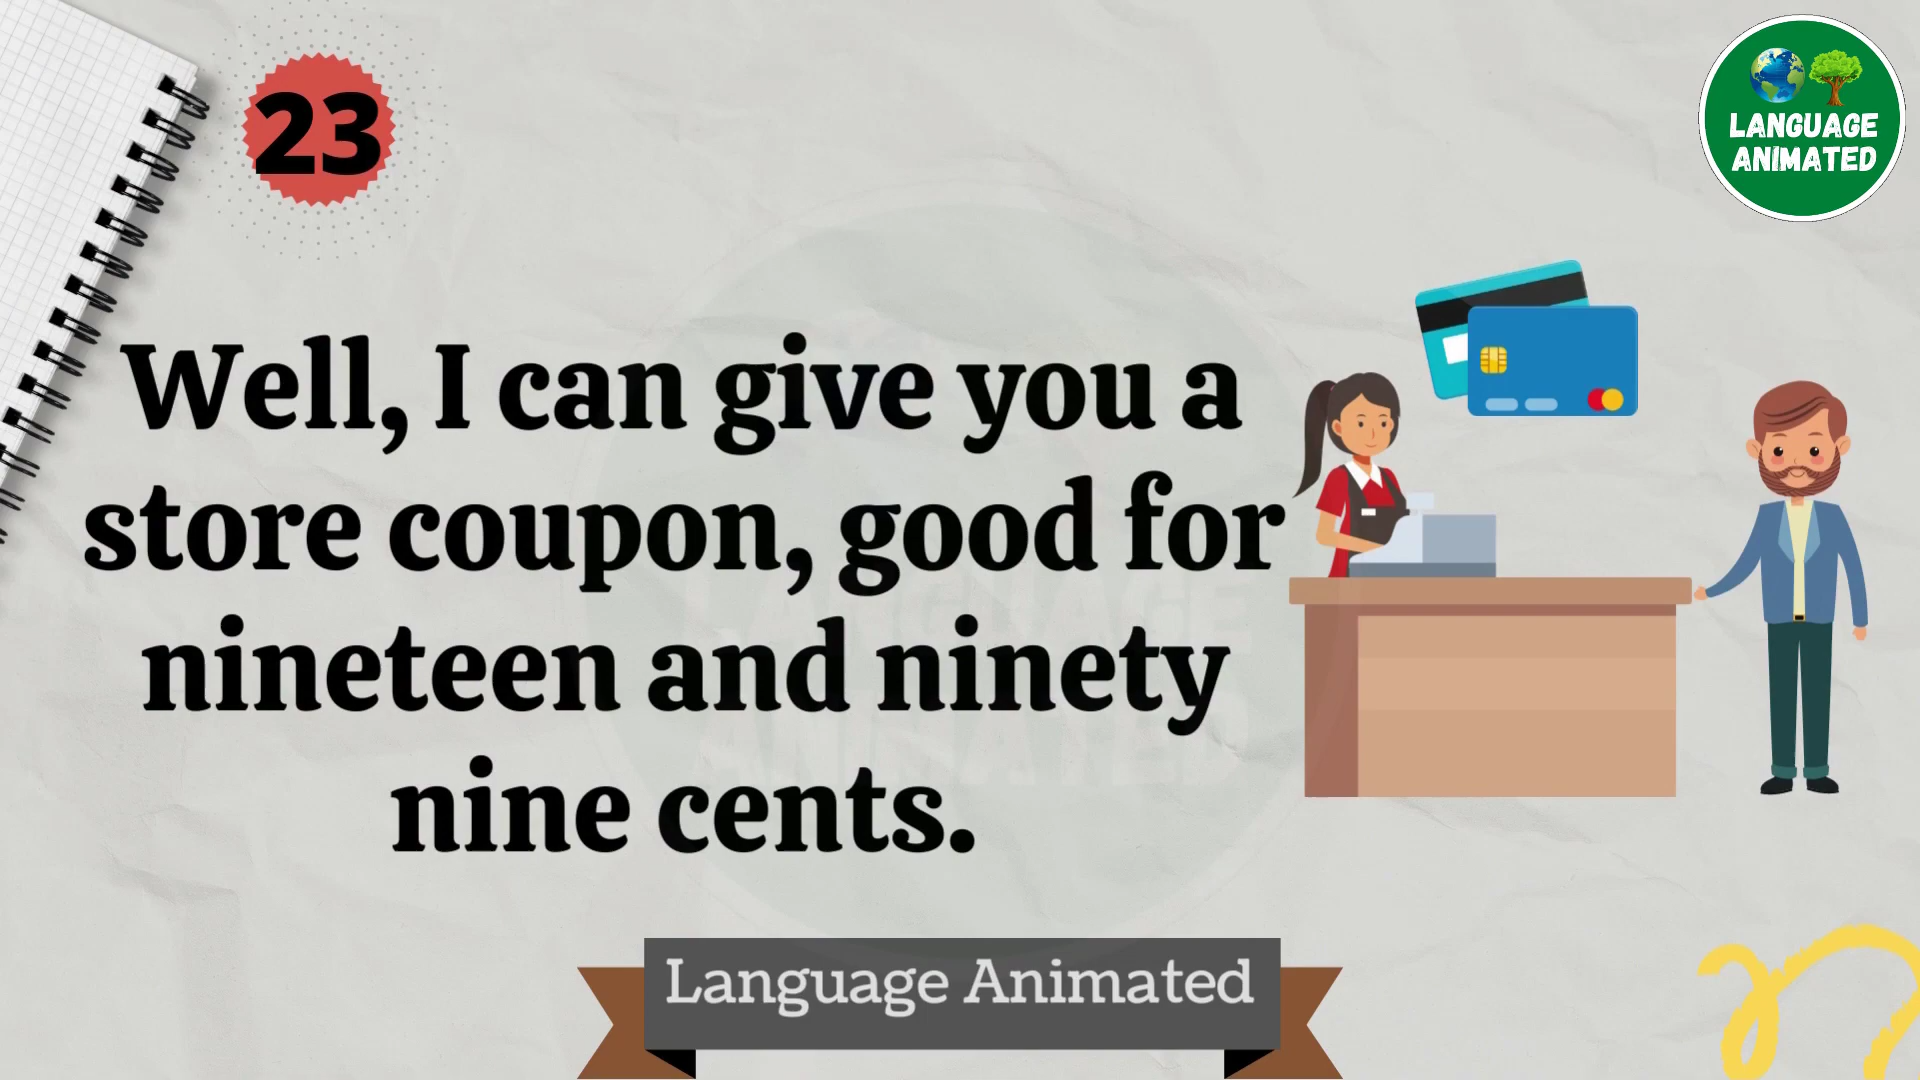 23
LANGUAGE
ANIMATED
Well, I can give you a
store coupon, good for
nineteen and ninety
nine cents.
Language Animated